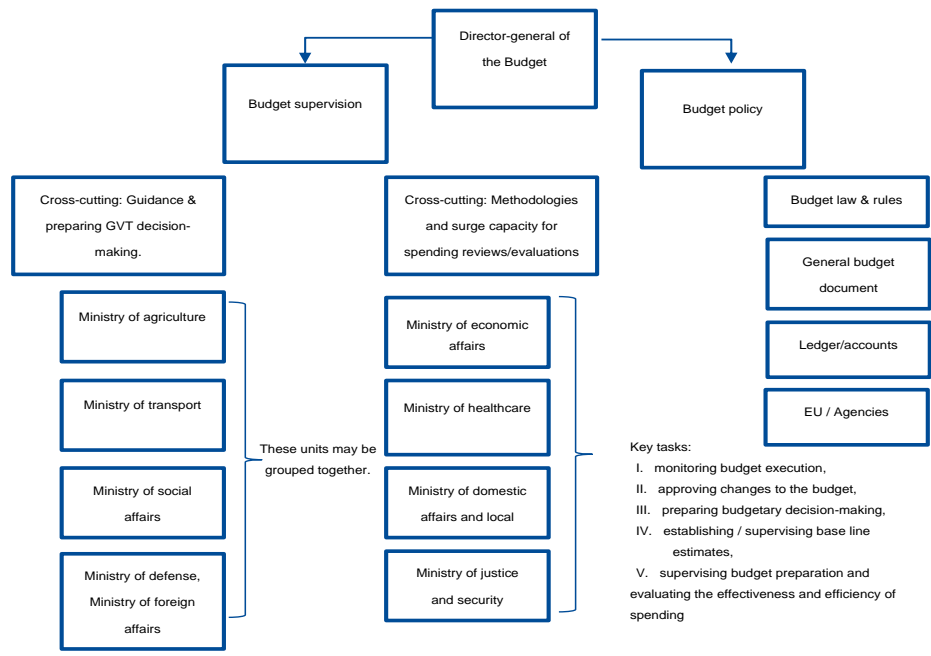 Director-general of
the Budget
Budget supervision
Budget policy
Cross-cutting: Guidance &
preparing GVT decision-
making.
Cross-cutting: Methodologies
and surge capacity for
spending reviews/evaluations
Budget law & rules
General budget
document
Ledger/accounts
EU / Agencies
Ministry of agriculture
Ministry of transport
Ministry of social
affairs
Ministry of defense,
Ministry of foreign
affairs
These units may be
grouped together.
Ministry of economic
affairs
Ministry of healthcare
Ministry of domestic
affairs and local
Ministry of justice
and security
Key tasks:
I. monitoring budget execution,
II. approving changes to the budget,
III. preparing budgetary decision-making,
IV. establishing / supervising base line
estimates,
V. supervising budget preparation and
evaluating the effectiveness and efficiency of
spending